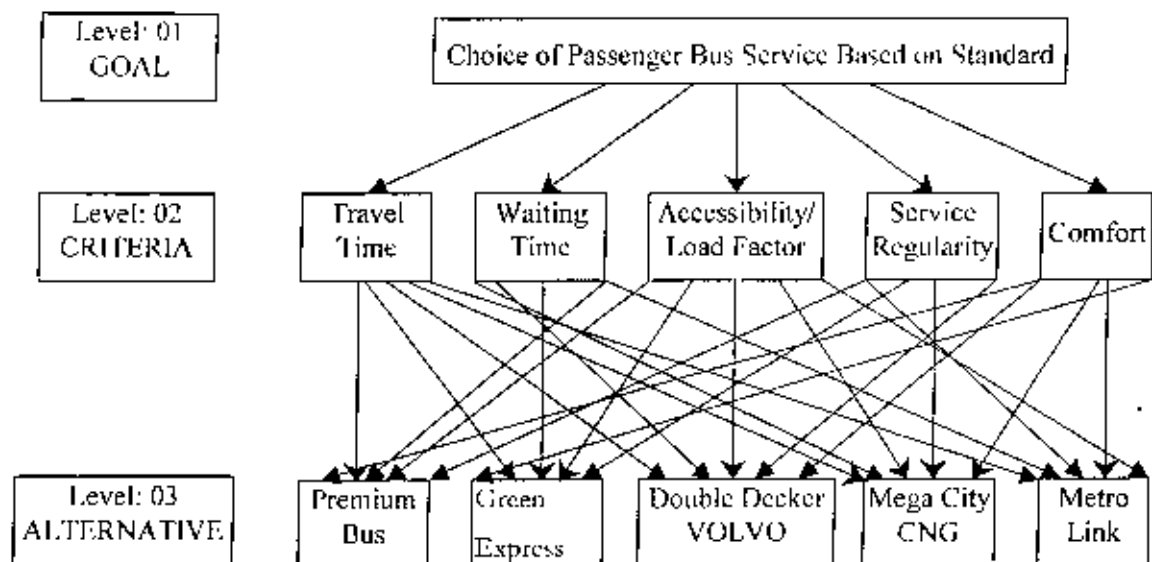 Level: 01
GOAL
Choice of Passenger Bus Service Based on Standard
Level: 02
CRITERIA
Travel
Time
Waiting
Time
Accessibility/
Load Factor
Service
Regularity
Comfort
Level: 03
ALTERNATIVE
Premium
Bus
Green
Express
Double Decker
VOLVO
Mega City
CNG
Metro
Link